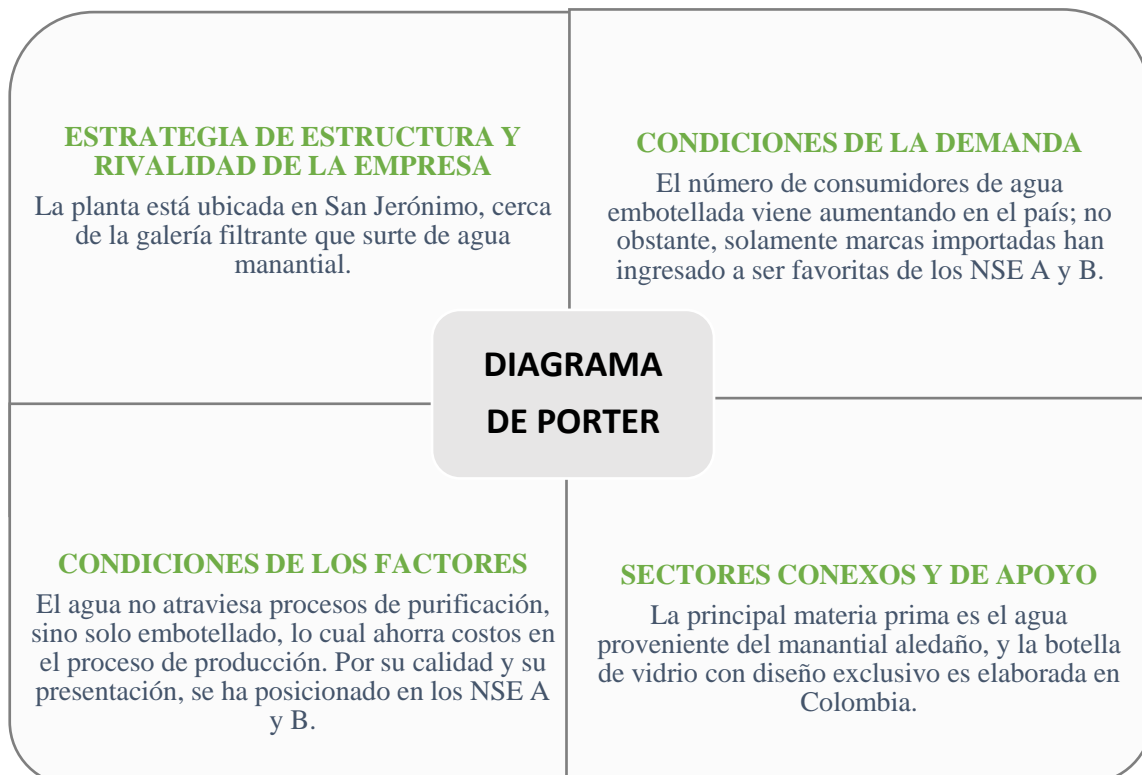 ESTRATEGIA DE ESTRUCTURA Y
RIVALIDAD DE LA EMPRESA
La planta está ubicada en San Jerónimo, cerca
de la galería filtrante que surte de agua
manantial.
CONDICIONES DE LA DEMANDA
El número de consumidores de agua
embotellada viene aumentando en el país; no
obstante, solamente marcas importadas han
ingresado a ser favoritas de los NSE A y B.
DIAGRAMA
DE PORTER
CONDICIONES DE LOS FACTORES
El agua no atraviesa procesos de purificación,
sino solo embotellado, lo cual ahorra costos en
el proceso de producción. Por su calidad y su
presentación, se ha posicionado en los NSE A
y B.
SECTORES CONEXOS Y DE APOYO
La principal materia prima es el agua
proveniente del manantial aledaño, y la botella
de vidrio con diseño exclusivo es elaborada en
Colombia.